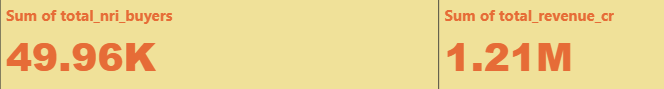 Sum of total_nri_buyers
49.96K
Sum of total_revenue_cr
1.21M